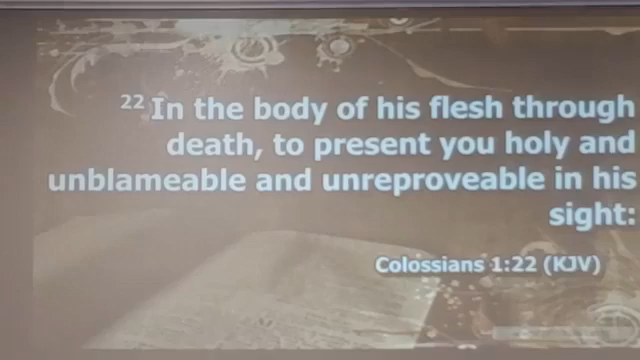 22 In the body of his flesh through
death, to present you holy and
unblameable and unreproveable in his
sight:
Colossians 1:22 (KJV)